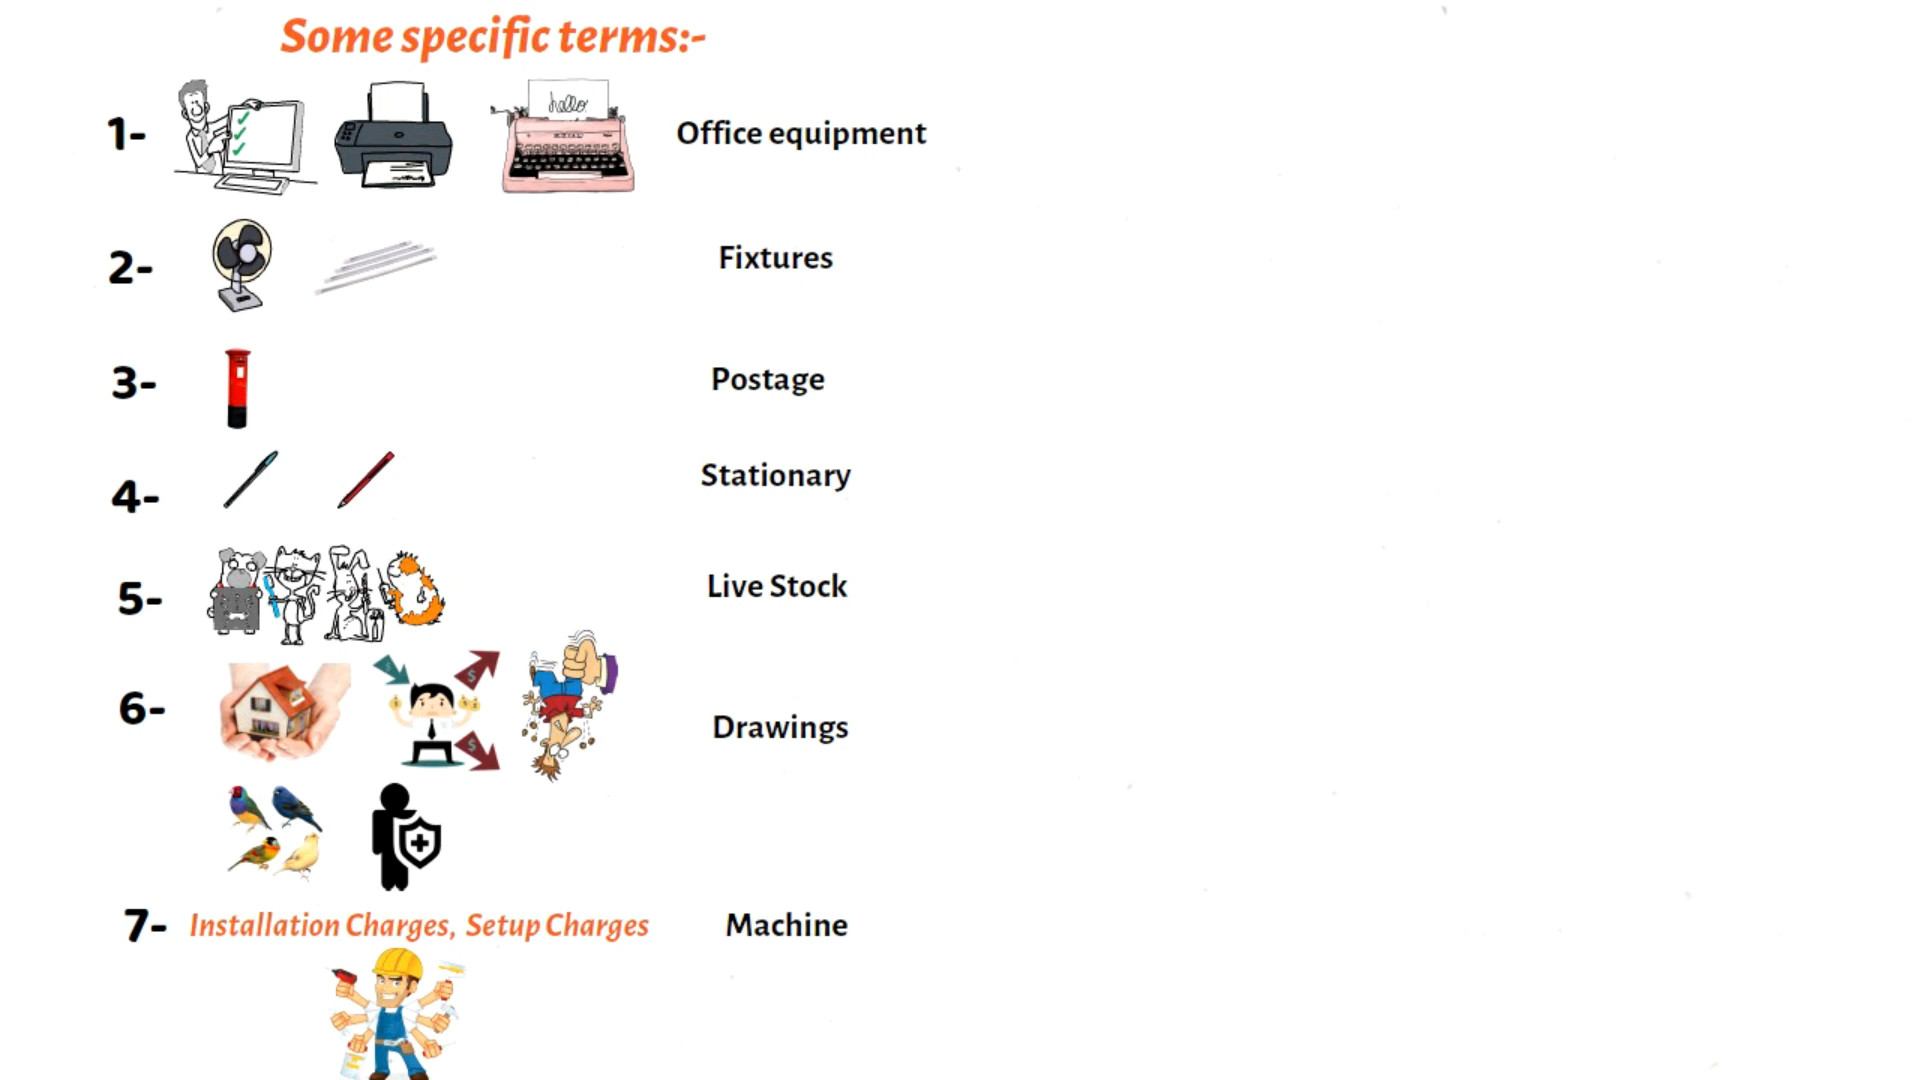 Some specific terms:-
1- Office equipment
hello
2- Fixtures
3- Postage
4- Stationary
5- Live Stock
6- Drawings
$ $ $
7- Installation Charges, Setup Charges Machine